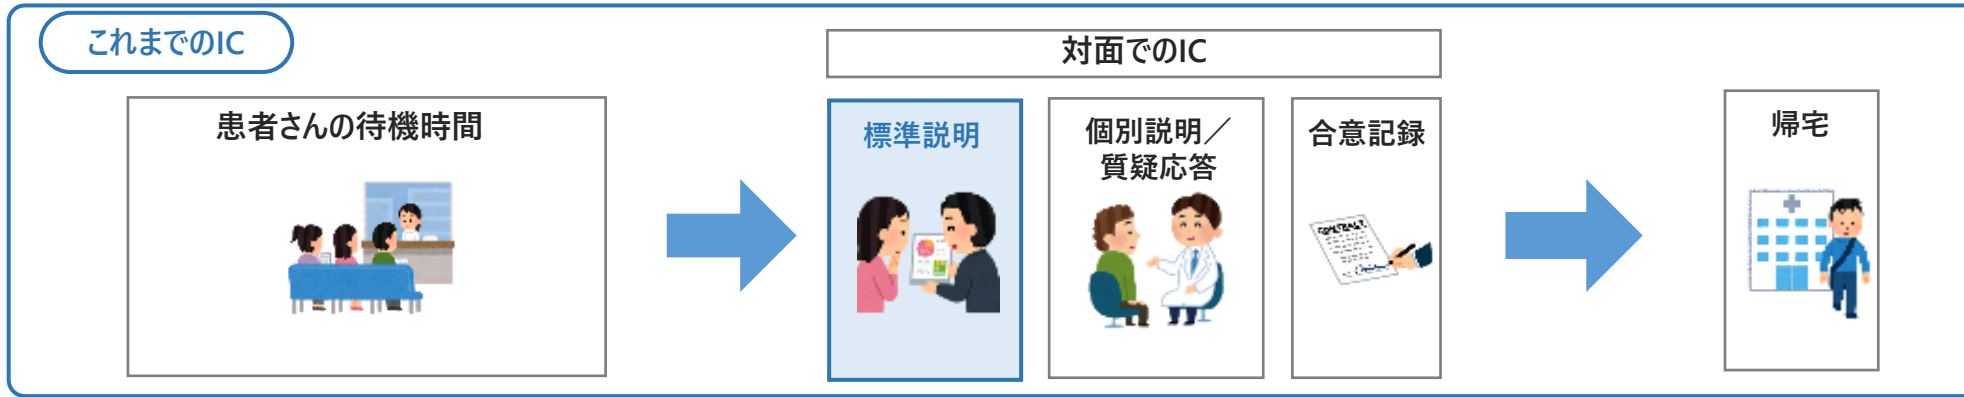 これまでのIC
対面でのIC
患者さんの待機時間
標準説明
個別説明／
質疑応答
合意記録
帰宅
CONTRACT